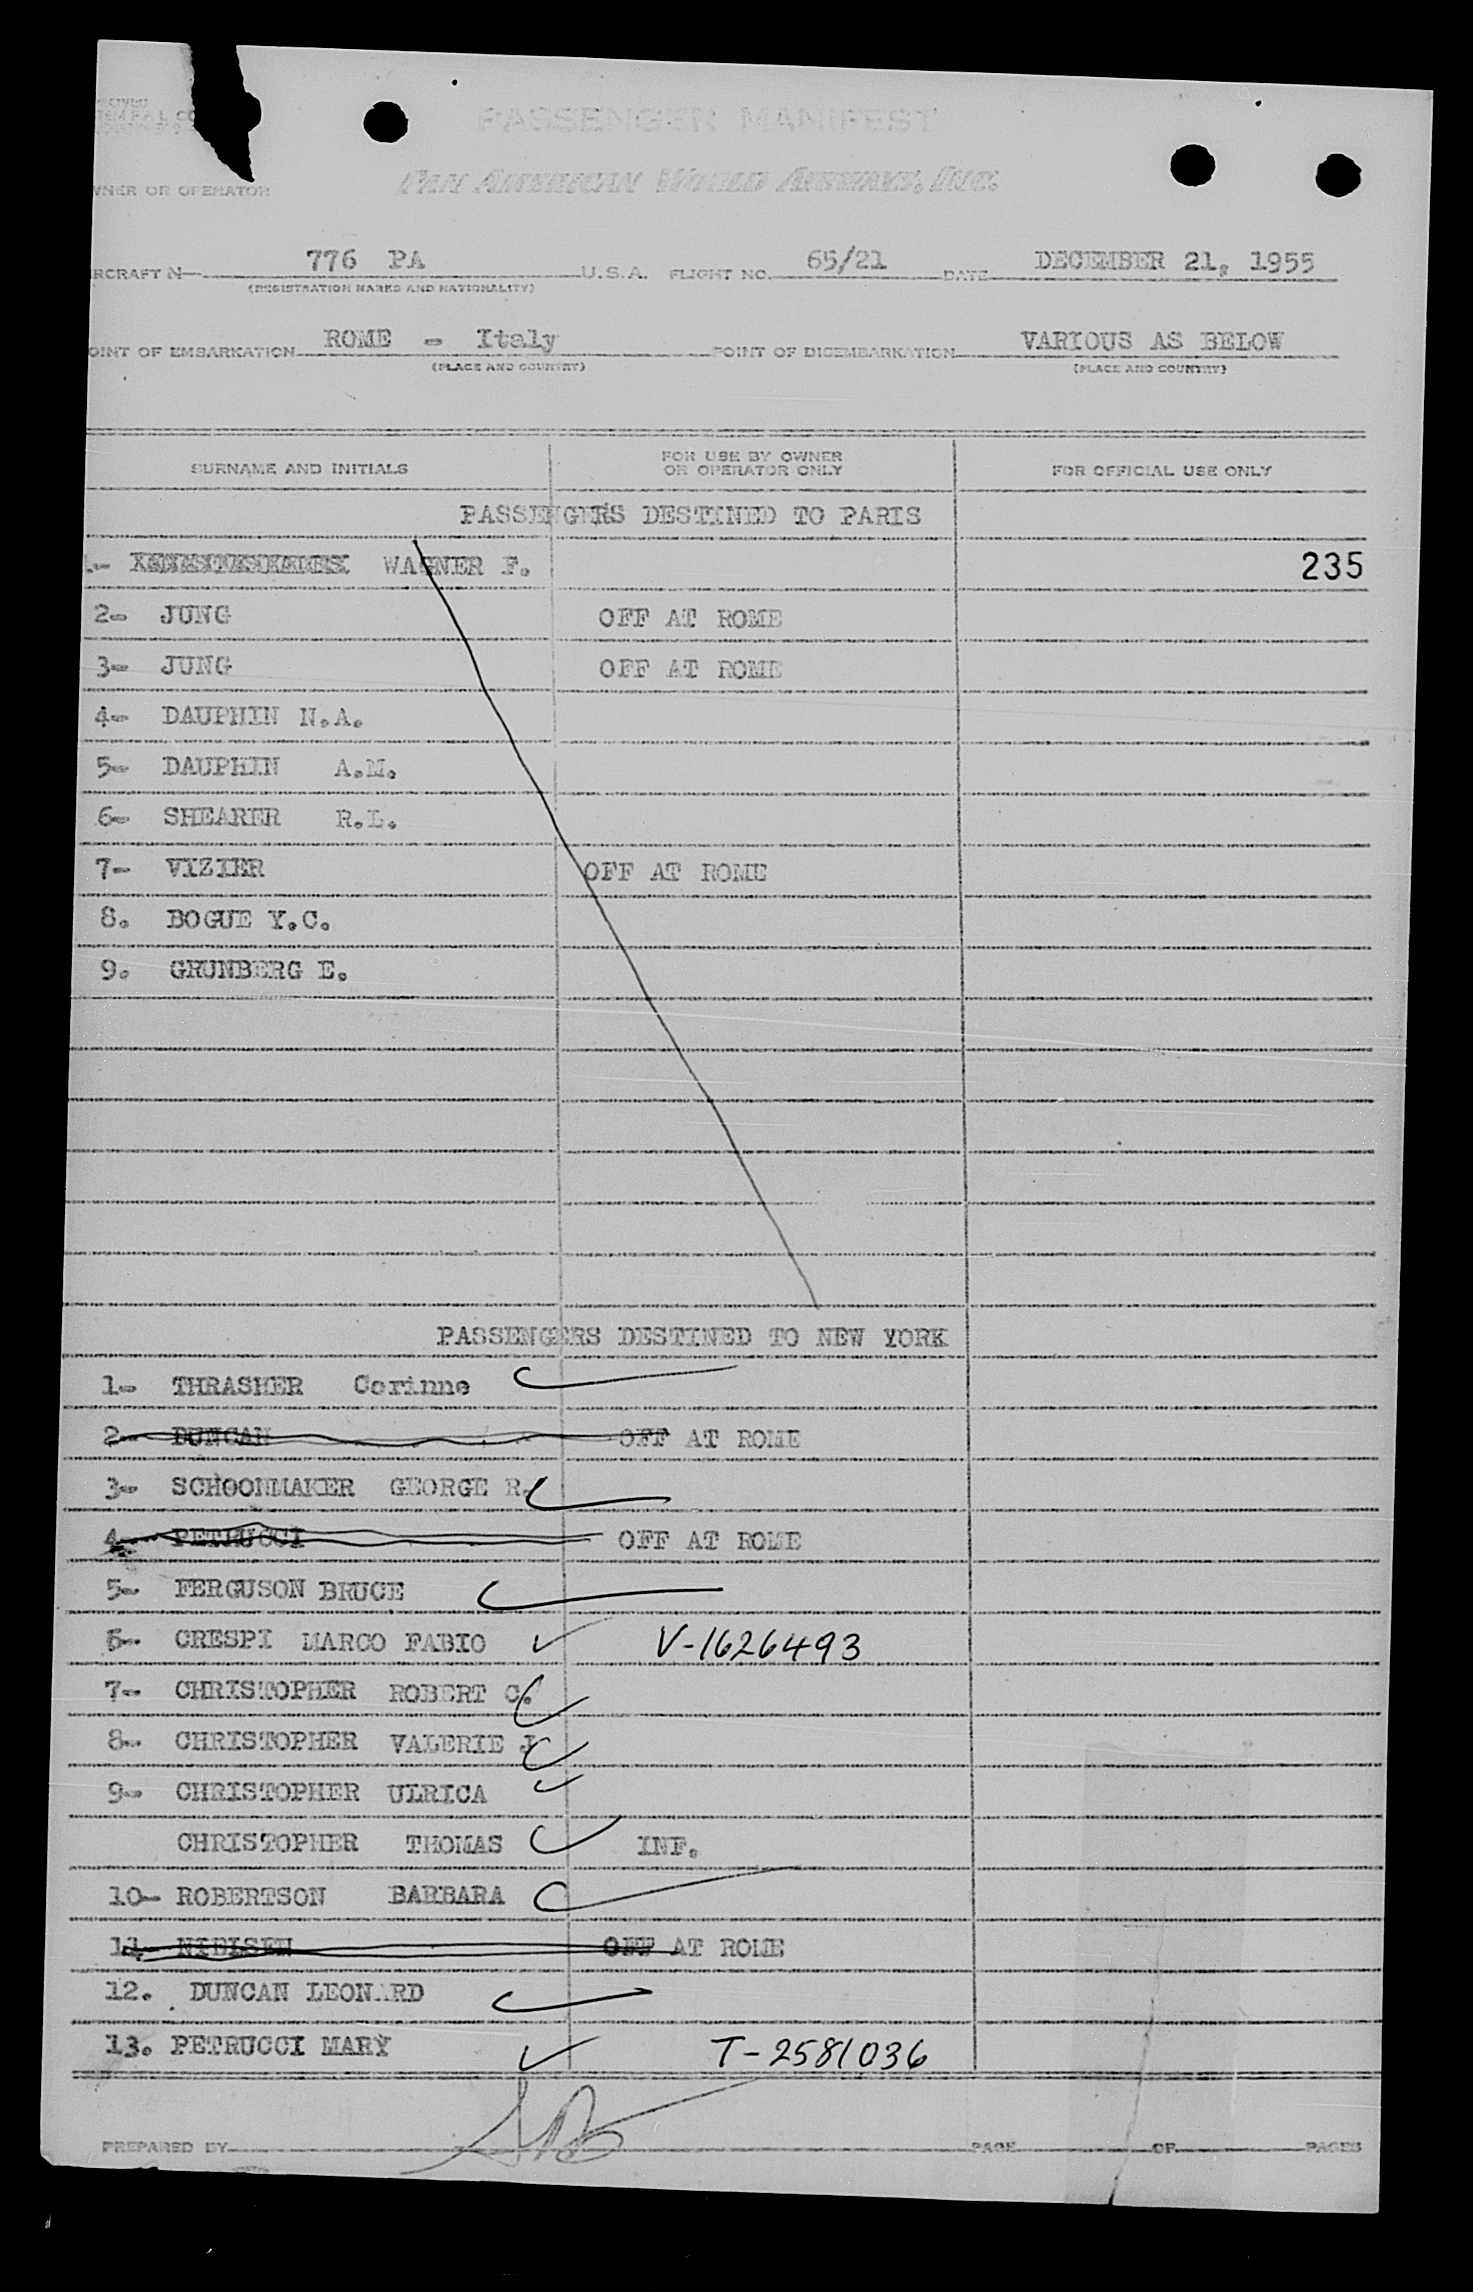 PASSENGER MANIFEST
PAN AMERICAN WORLD AIRWAYS, INC.
WNER OR OPERATOR
RCRAFT N 776 PA U.S.A. FLIGHT NO. 65/21 DATE DECEMBER 21, 1955
(REGISTRATION MARKS AND NATIONALITY)
OINT OF EMBARKATION ROME - Italy POINT OF DISEMBARKATION VARIOUS AS BELOW
(PLACE AND COUNTRY) (PLACE AND COUNTRY)
SURNAME AND INITIALS FOR USE BY OWNER OR OPERATOR ONLY FOR OFFICIAL USE ONLY
PASSENGERS DESTINED TO PARIS
.- WAGNER F. 235
2- JUNG OFF AT ROME
3- JUNG OFF AT ROME
4- DAUPHIN N.A.
5- DAUPHIN A.M.
6- SHEARER R.L.
7- VIZIER OFF AT ROME
8. BOGUE Y.C.
9. GRUNBERG E.
PASSENGERS DESTINED TO NEW YORK
1- THRASHER Corinne
2- DUNCAN OFF AT ROME
3- SCHOONMAKER GEORGE R.
4- PETRUCCI OFF AT ROME
5- FERGUSON BRUCE
6- CRESPI MARCO FABIO V-1626493
7- CHRISTOPHER ROBERT C.
8- CHRISTOPHER VALERIE J
9- CHRISTOPHER ULRICA
CHRISTOPHER THOMAS INF.
10- ROBERTSON BARBARA
11- NIELSEN OFF AT ROME
12. DUNCAN LEONARD
13. PETRUCCI MARY T-2581036
PREPARED BY PAGE OF PAGES